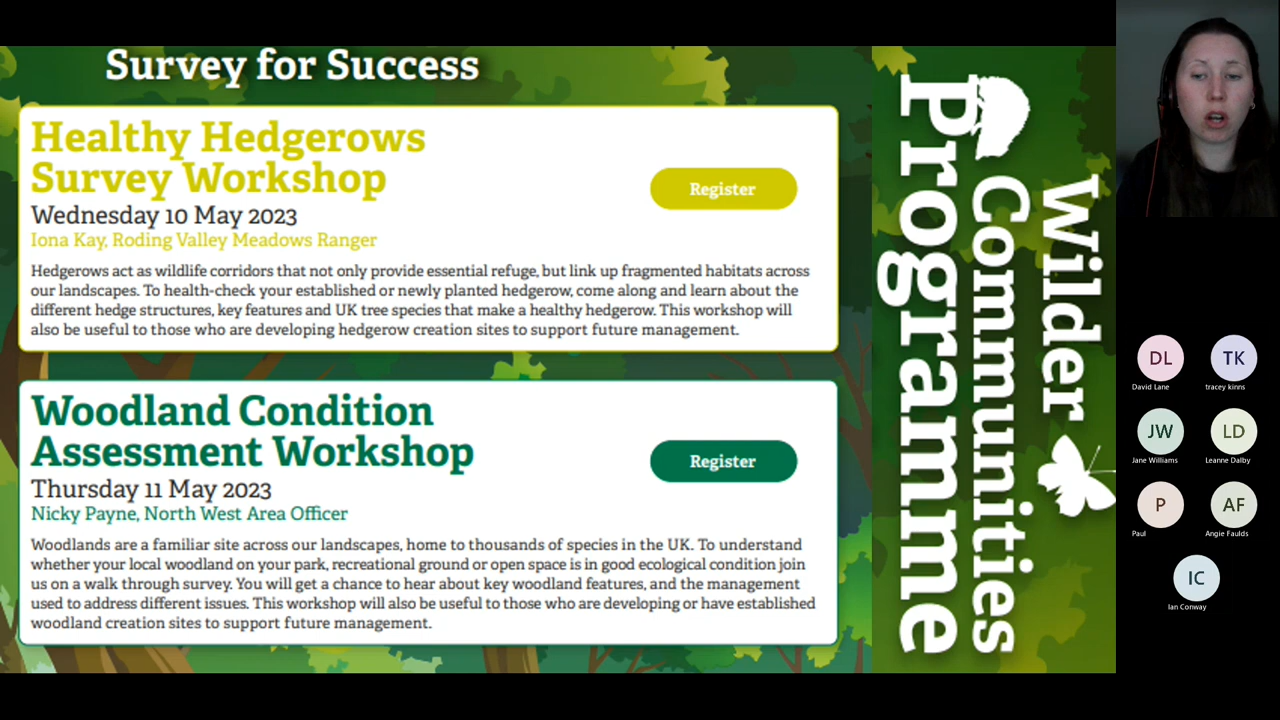 Survey for Success
Healthy Hedgerows
Survey Workshop
Wednesday 10 May 2023
Iona Kay, Roding Valley Meadows Ranger
Register
Hedgerows act as wildlife corridors that not only provide essential refuge, but link up fragmented habitats across
our landscapes. To health-check your established or newly planted hedgerow, come along and learn about the
different hedge structures, key features and UK tree species that make a healthy hedgerow. This workshop will
also be useful to those who are developing hedgerow creation sites to support future management.
Woodland Condition
Assessment Workshop
Thursday 11 May 2023
Nicky Payne, North West Area Officer
Register
Woodlands are a familiar site across our landscapes, home to thousands of species in the UK. To understand
whether your local woodland on your park, recreational ground or open space is in good ecological condition join
us on a walk through survey. You will get a chance to hear about key woodland features, and the management
used to address different issues. This workshop will also be useful to those who are developing or have established
woodland creation sites to support future management.
Wilder
Communities
Programme
DL
David Lane
TK
tracey kinns
JW
Jane Williams
LD
Leanne Dalby
P
Paul
AF
Angie Faulds
IC
Ian Conway